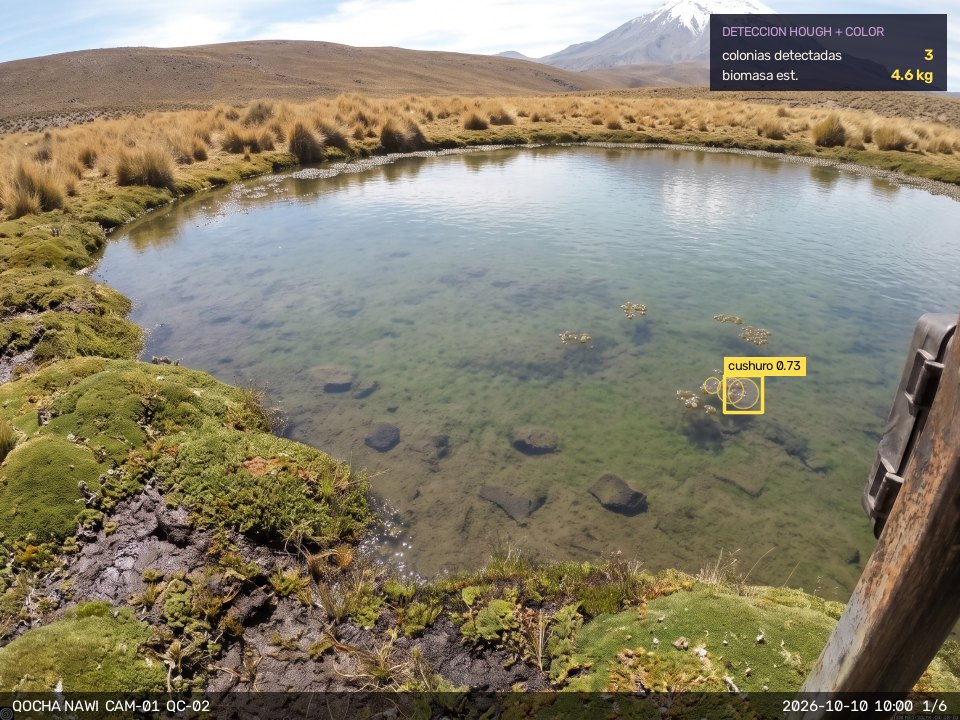 DETECCION HOUGH + COLOR
colonias detectadas 3
biomasa est. 4.6 kg
cushuro 0.73
QOCHA NAWI CAM-01 QC-02
2026-10-10 10:00 1/6